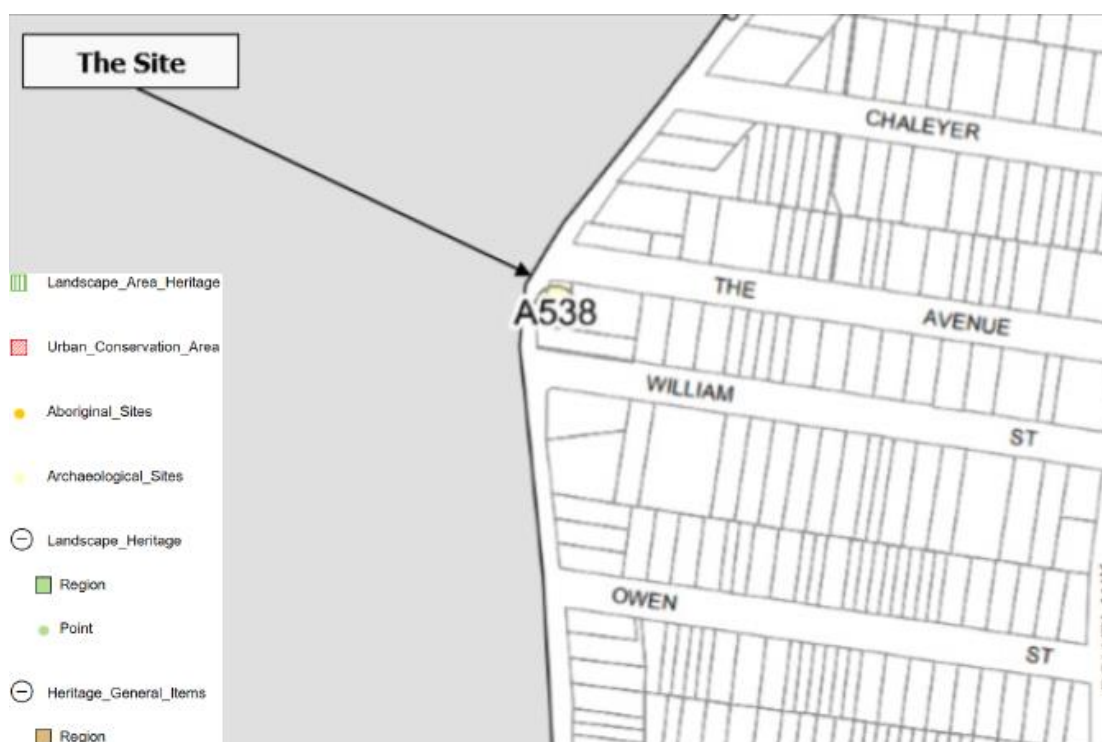 The Site
CHALEYER
Landscape_Area_Heritage
THE AVENUE
A538
Urban_Conservation_Area
WILLIAM ST
Aboriginal_Sites
Archaeological_Sites
Landscape_Heritage
Region
OWEN ST
Point
Heritage_General_Items
Region